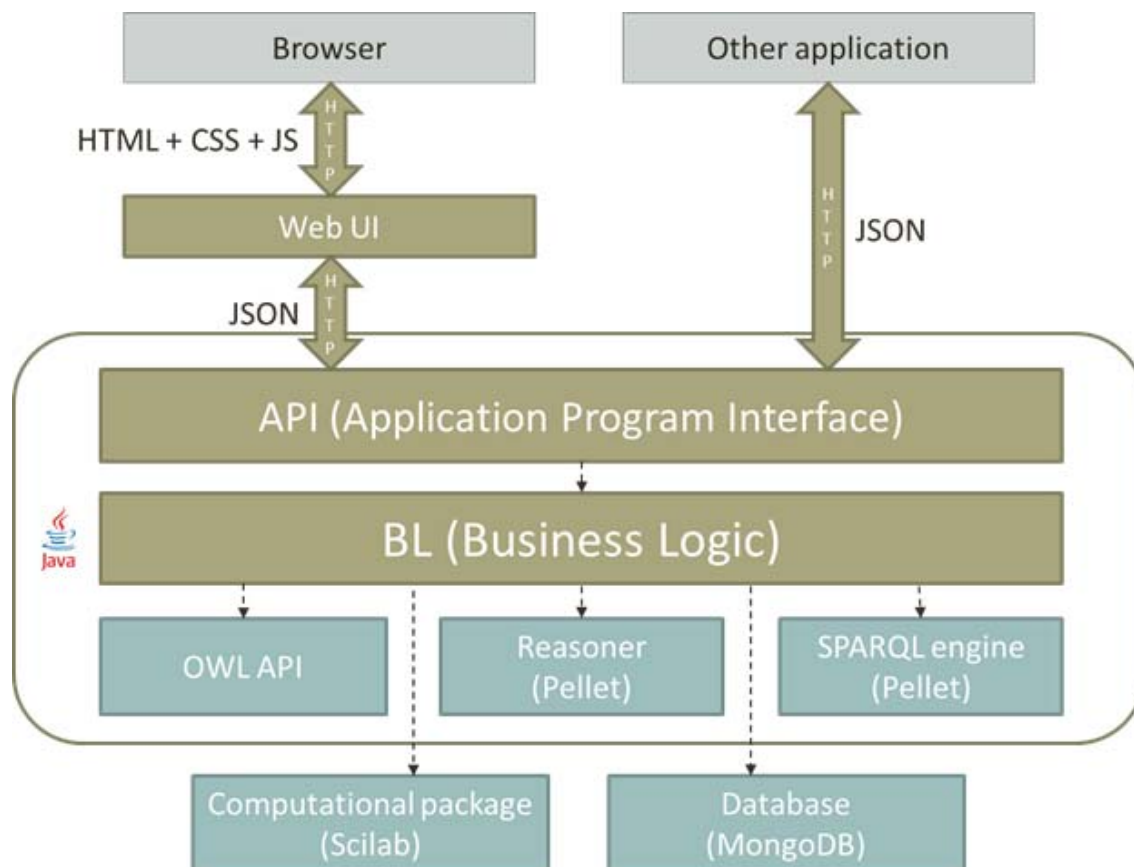 Browser
Other application
HTTP
HTML + CSS + JS
Web UI
HTTP
JSON
HTTP
JSON
API (Application Program Interface)
BL (Business Logic)
Java
OWL API
Reasoner
(Pellet)
SPARQL engine
(Pellet)
Computational package
(Scilab)
Database
(MongoDB)